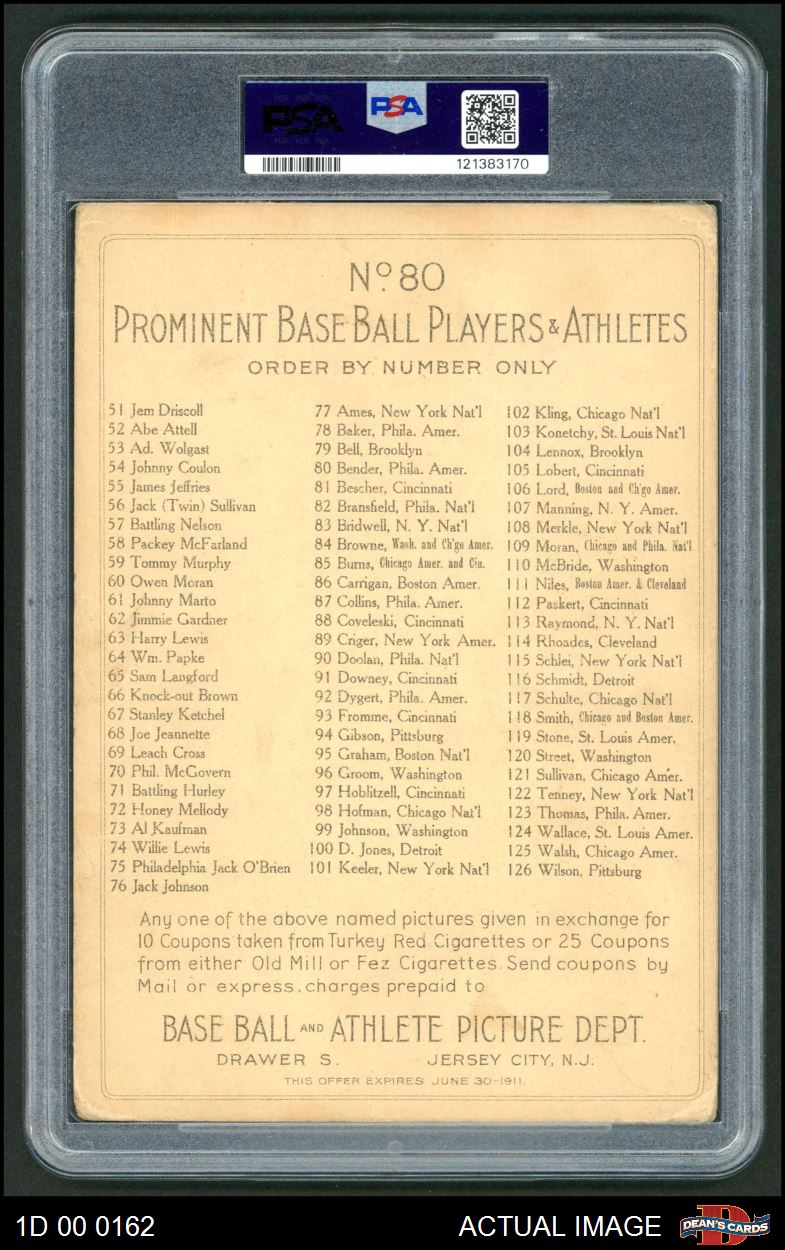 PSA
PSA
121383170
Nº 80
PROMINENT BASE BALL PLAYERS & ATHLETES
ORDER BY NUMBER ONLY
51 Jem Driscoll
52 Abe Attell
53 Ad. Wolgast
54 Johnny Coulon
55 James Jeffries
56 Jack (Twin) Sullivan
57 Battling Nelson
58 Packey McFarland
59 Tommy Murphy
60 Owen Moran
61 Johnny Marto
62 Jimmie Gardner
63 Harry Lewis
64 Wm. Papke
65 Sam Langford
66 Knock-out Brown
67 Stanley Ketchel
68 Joe Jeannette
69 Leach Cross
70 Phil. McGovern
71 Battling Hurley
72 Honey Mellody
73 Al Kaufman
74 Willie Lewis
75 Philadelphia Jack O'Brien
76 Jack Johnson
77 Ames, New York Nat'l
78 Baker, Phila. Amer.
79 Bell, Brooklyn
80 Bender, Phila. Amer.
81 Bescher, Cincinnati
82 Bransfield, Phila. Nat'l
83 Bridwell, N. Y. Nat'l
84 Browne, Wash. and Ch'go Amer.
85 Burns, Chicago Amer. and Cin.
86 Carrigan, Boston Amer.
87 Collins, Phila. Amer.
88 Coveleski, Cincinnati
89 Criger, New York Amer.
90 Doolan, Phila. Nat'l
91 Downey, Cincinnati
92 Dygert, Phila. Amer.
93 Fromme, Cincinnati
94 Gibson, Pittsburg
95 Graham, Boston Nat'l
96 Groom, Washington
97 Hoblitzell, Cincinnati
98 Hofman, Chicago Nat'l
99 Johnson, Washington
100 D. Jones, Detroit
101 Keeler, New York Nat'l
102 Kling, Chicago Nat'l
103 Konetchy, St. Louis Nat'l
104 Lennox, Brooklyn
105 Lobert, Cincinnati
106 Lord, Boston and Ch'go Amer.
107 Manning, N. Y. Amer.
108 Merkle, New York Nat'l
109 Moran, Chicago and Phila. Nat'l
110 McBride, Washington
111 Niles, Boston Amer. & Cleveland
112 Paskert, Cincinnati
113 Raymond, N. Y. Nat'l
114 Rhoades, Cleveland
115 Schlei, New York Nat'l
116 Schmidt, Detroit
117 Schulte, Chicago Nat'l
118 Smith, Chicago and Boston Amer.
119 Stone, St. Louis Amer.
120 Street, Washington
121 Sullivan, Chicago Amer.
122 Tenney, New York Nat'l
123 Thomas, Phila. Amer.
124 Wallace, St. Louis Amer.
125 Walsh, Chicago Amer.
126 Wilson, Pittsburg
Any one of the above named pictures given in exchange for
10 Coupons taken from Turkey Red Cigarettes or 25 Coupons
from either Old Mill or Fez Cigarettes. Send coupons by
Mail or express, charges prepaid to
BASE BALL AND ATHLETE PICTURE DEPT.
DRAWER S. JERSEY CITY, N.J.
THIS OFFER EXPIRES JUNE 30-1911.
1D 00 0162
ACTUAL IMAGE
DEAN'S CARDS